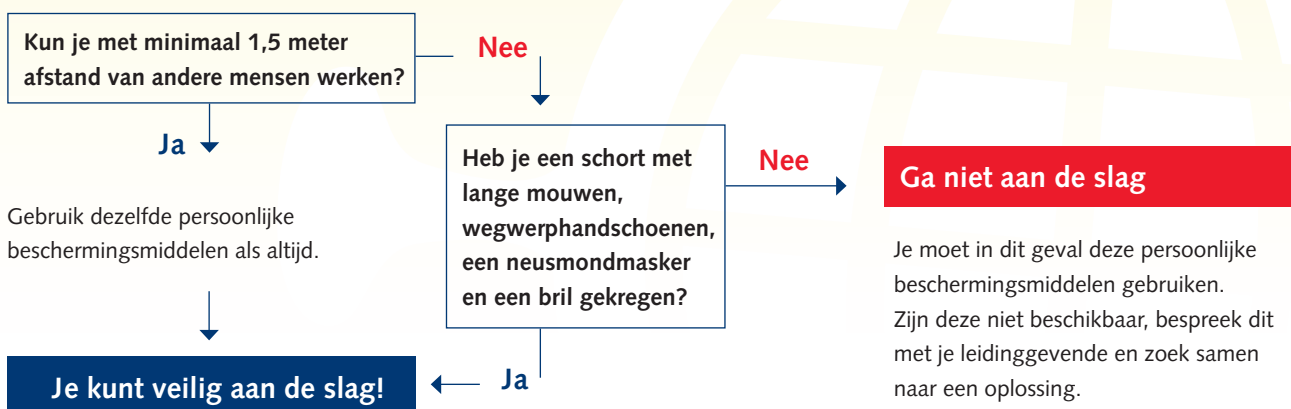 Kun je met minimaal 1,5 meter
afstand van andere mensen werken?
Nee
Ja
Gebruik dezelfde persoonlijke
beschermingsmiddelen als altijd.
Heb je een schort met
lange mouwen,
wegwerphandschoenen,
een neusmondmasker
en een bril gekregen?
Nee
Ga niet aan de slag
Je moet in dit geval deze persoonlijke
beschermingsmiddelen gebruiken.
Zijn deze niet beschikbaar, bespreek dit
met je leidinggevende en zoek samen
naar een oplossing.
Ja
Je kunt veilig aan de slag!